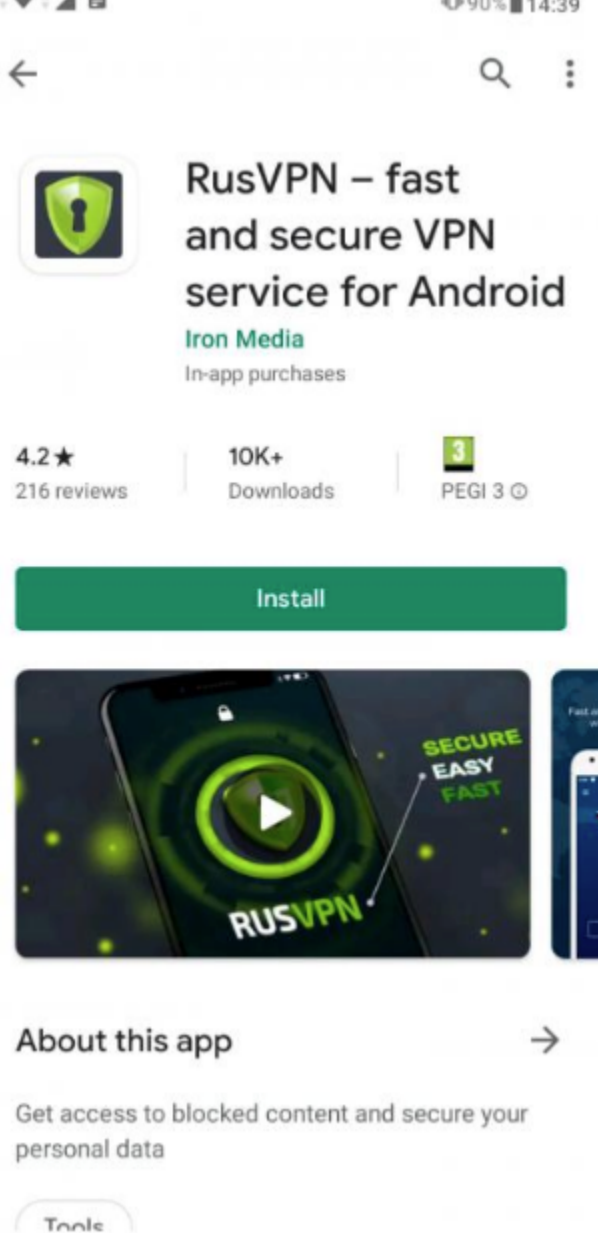 90% 14:39
RusVPN – fast
and secure VPN
service for Android
Iron Media
In-app purchases
4.2★
216 reviews
10K+
Downloads
3
PEGI 3
Install
SECURE
EASY
FAST
RUSVPN
Fast
About this app
Get access to blocked content and secure your
personal data
Tools